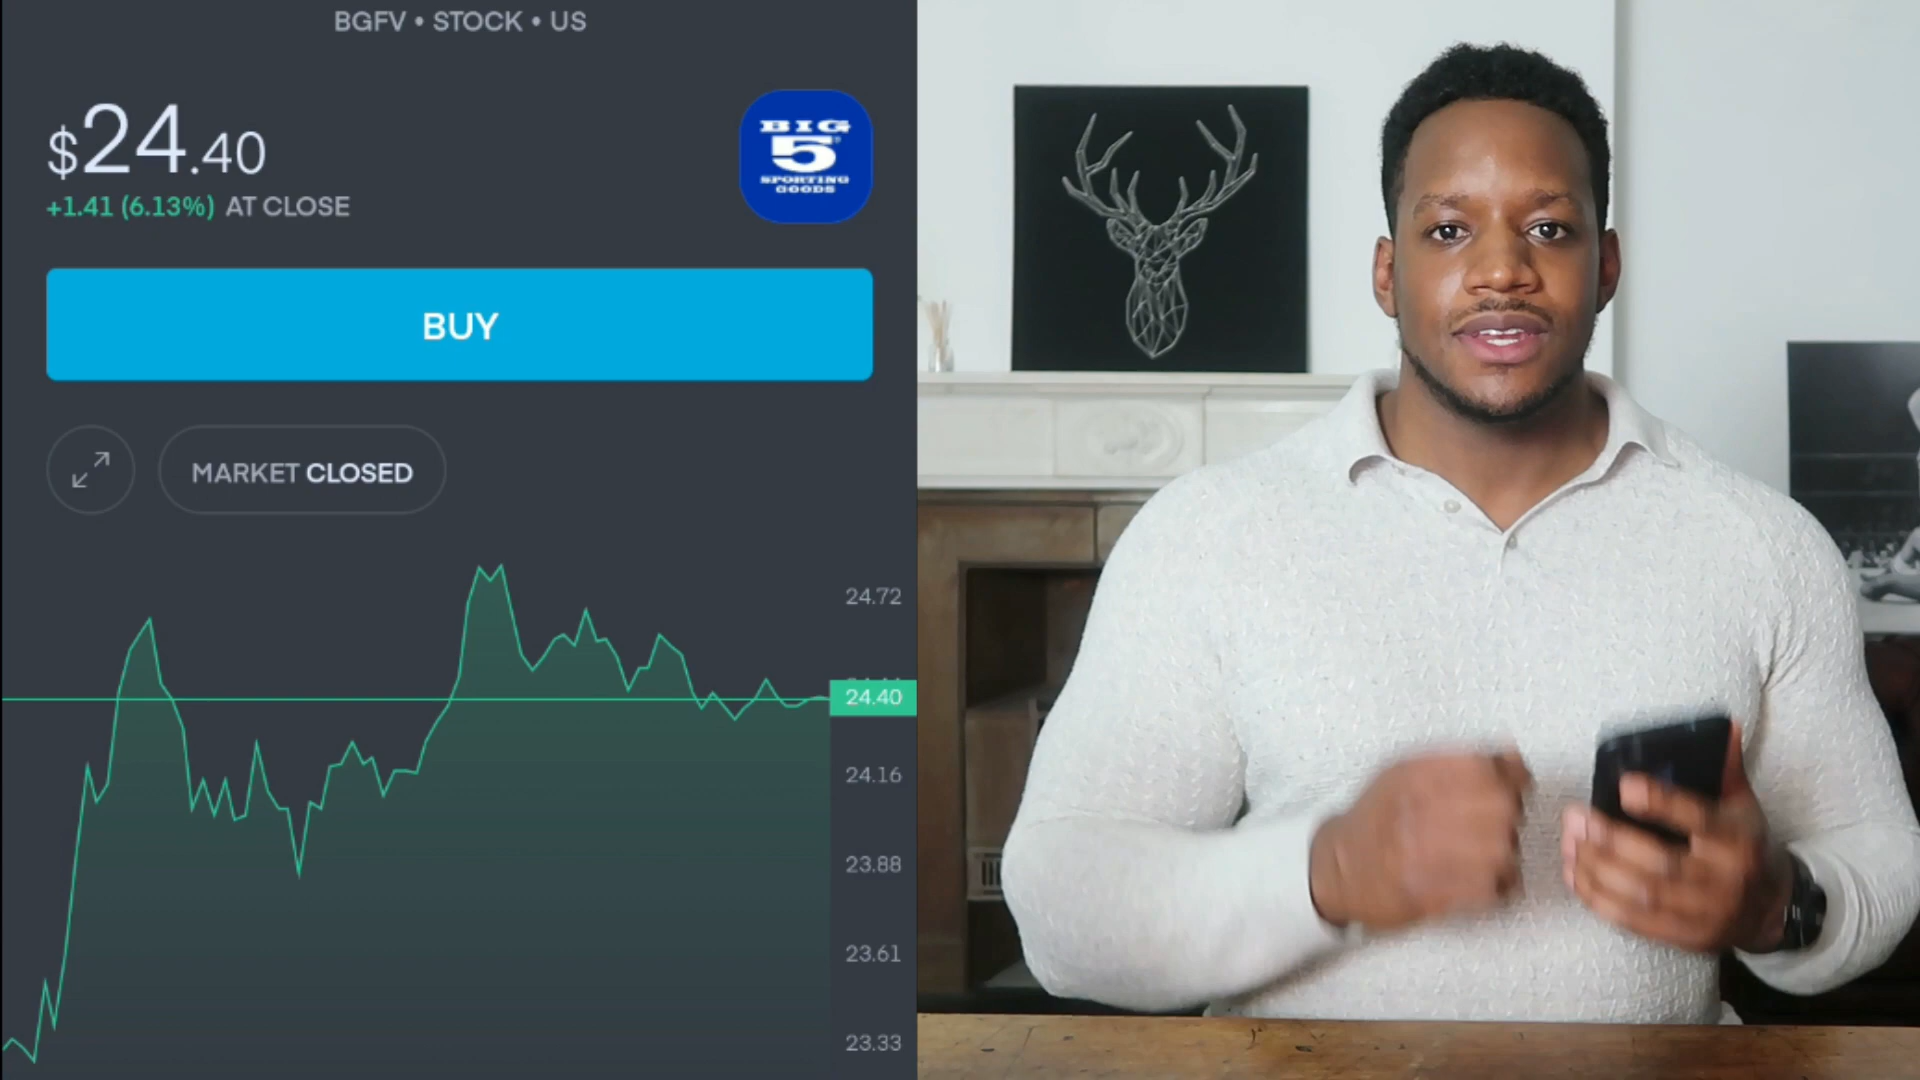 BGFV • STOCK • US
$24.40
+1.41 (6.13%) AT CLOSE
BIG
5
SPORTING
GOODS
BUY
MARKET CLOSED
24.72
24.40
24.16
23.88
23.61
23.33